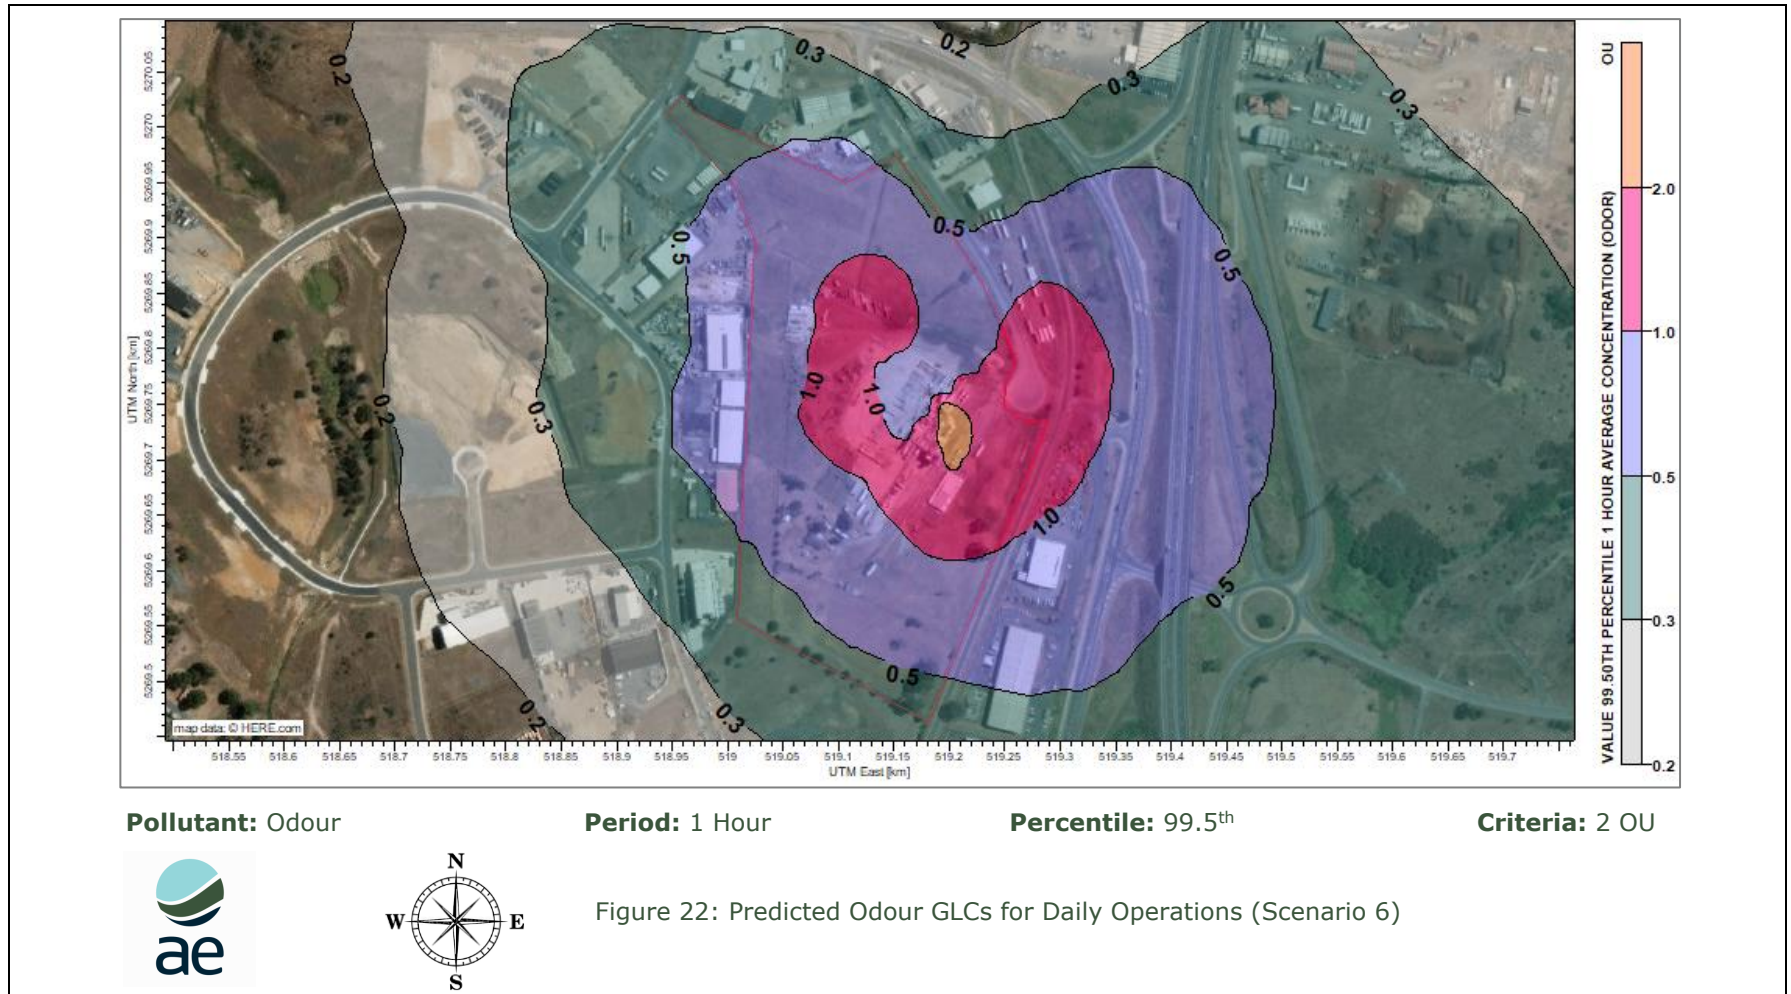 0.2
0.3
0.2
0.3
0.3
0.5
0.5
0.5
1.0
1.0
0.2
0.3
1.0
0.5
0.5
0.2
0.3
5270.05
5270
5269.95
5269.9
5269.85
5269.8
5269.75
5269.7
5269.65
5269.6
5269.55
5269.5
UTM North [km]
map data: © HERE.com
518.55 518.6 518.65 518.7 518.75 518.8 518.85 518.9 518.95 519 519.05 519.1 519.15 519.2 519.25 519.3 519.35 519.4 519.45 519.5 519.55 519.6 519.65 519.7
UTM East [km]
OU
2.0
1.0
0.5
0.3
0.2
VALUE 99.50TH PERCENTILE 1 HOUR AVERAGE CONCENTRATION (ODOR)
Pollutant: Odour Period: 1 Hour Percentile: 99.5th Criteria: 2 OU
ae
N
W E
S
Figure 22: Predicted Odour GLCs for Daily Operations (Scenario 6)